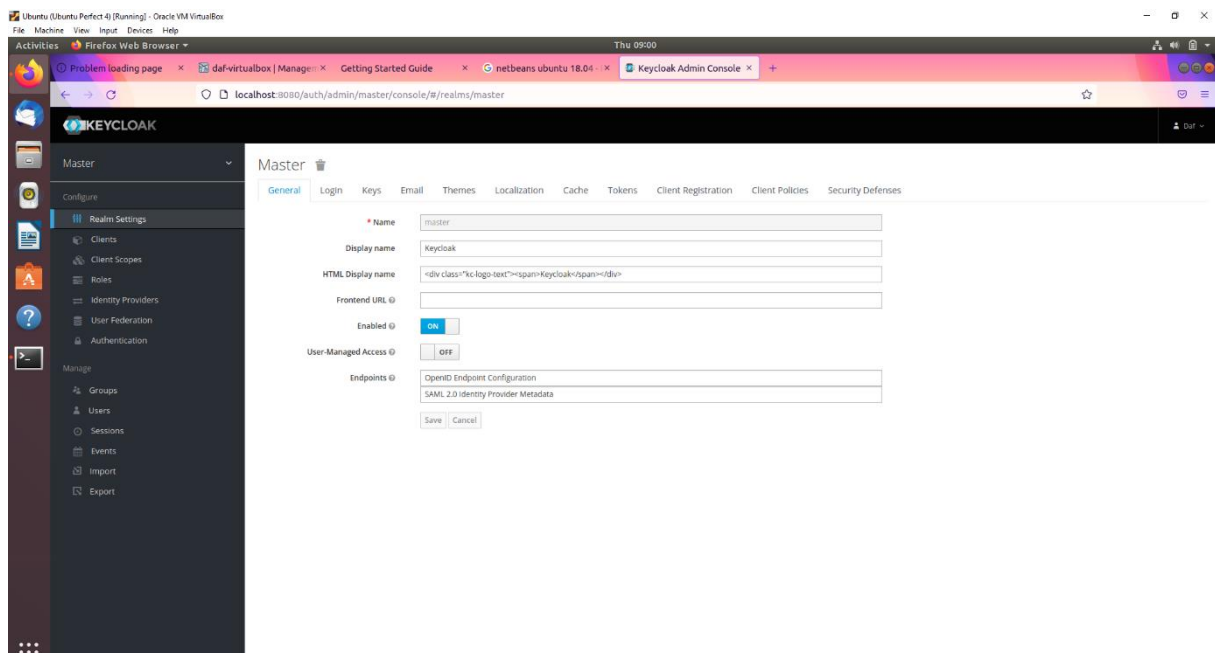 Ubuntu (Ubuntu Perfect 4) [Running] - Oracle VM VirtualBox
File Machine View Input Devices Help
Activities Firefox Web Browser Thu 09:00
Problem loading page daf-virtualbox | Managem Getting Started Guide netbeans ubuntu 18.04 - Keycloak Admin Console
localhost:8080/auth/admin/master/console/#/realms/master
KEYCLOAK Daf
Master
Configure
Realm Settings
Clients
Client Scopes
Roles
Identity Providers
User Federation
Authentication
Manage
Groups
Users
Sessions
Events
Import
Export
Master
General Login Keys Email Themes Localization Cache Tokens Client Registration Client Policies Security Defenses
* Name master
Display name Keycloak
HTML Display name <div class="kc-logo-text"><span>Keycloak</span></div>
Frontend URL
Enabled ON
User-Managed Access OFF
Endpoints OpenID Endpoint Configuration
SAML 2.0 Identity Provider Metadata
Save Cancel